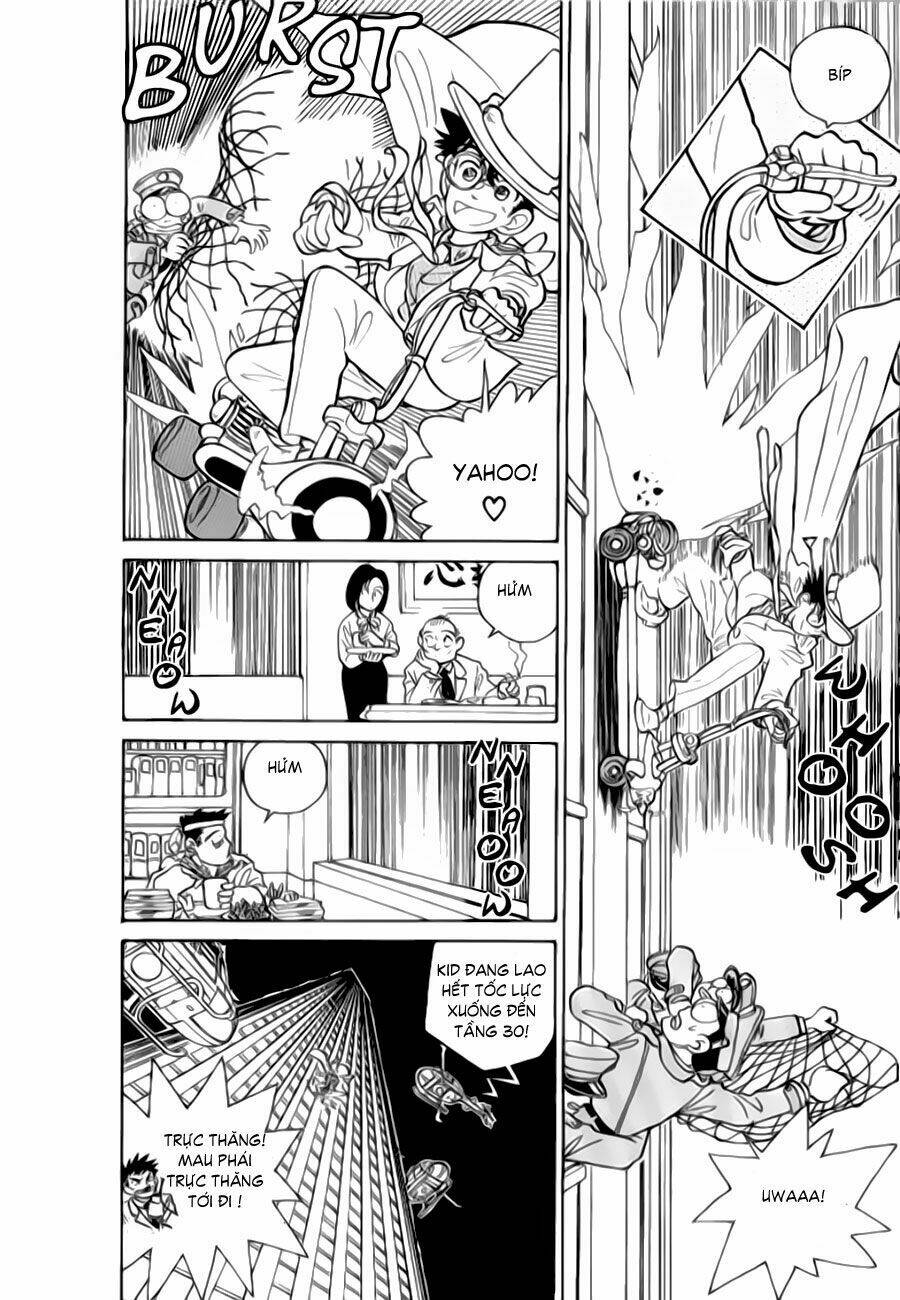 BÍP
WHOOSH
UWAAA!
BURST
YAHOO!
♡
HỬM
NNEAOW
HỬM
NNEAOOW
KID ĐANG LAO
HẾT TỐC LỰC
XUỐNG ĐẾN
TẦNG 30!
TRỰC THĂNG!
MAU PHÁI
TRỰC THĂNG
TỚI ĐI !